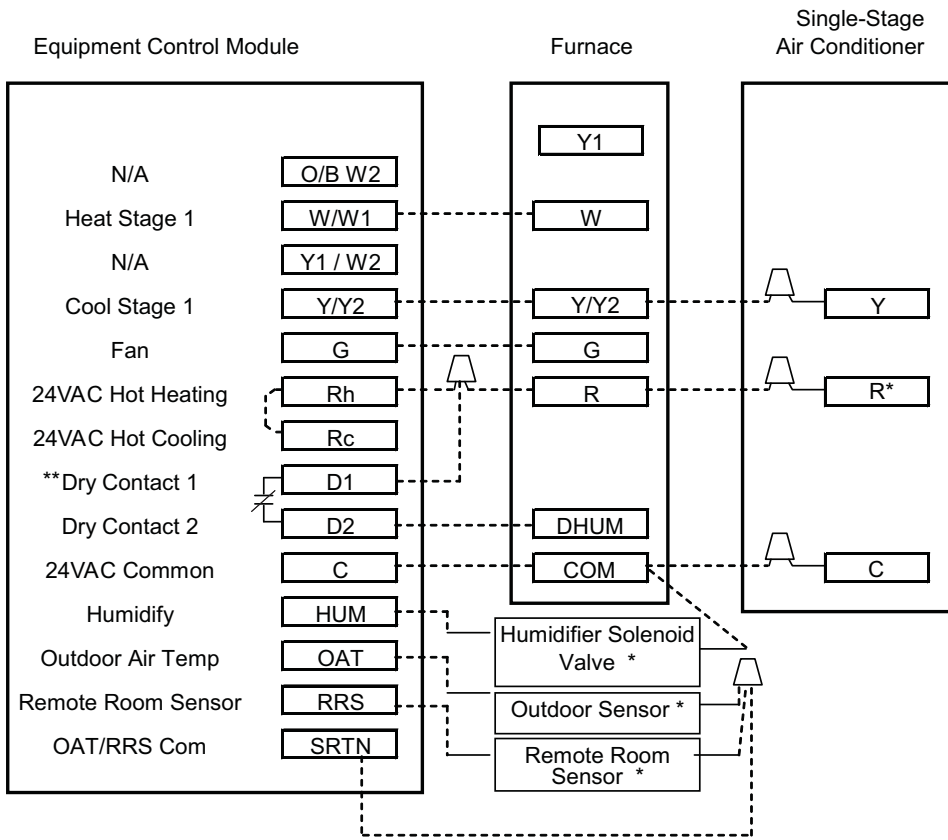 Single-Stage
Equipment Control Module Furnace Air Conditioner
Y1
N/A O/B W2
Heat Stage 1 W/W1 W
N/A Y1 / W2
Cool Stage 1 Y/Y2 Y/Y2 Y
Fan G G
24VAC Hot Heating Rh R R*
24VAC Hot Cooling Rc
**Dry Contact 1 D1
Dry Contact 2 D2 DHUM
24VAC Common C COM C
Humidify HUM
Humidifier Solenoid
Valve *
Outdoor Air Temp OAT
Outdoor Sensor *
Remote Room Sensor RRS
Remote Room
Sensor *
OAT/RRS Com SRTN